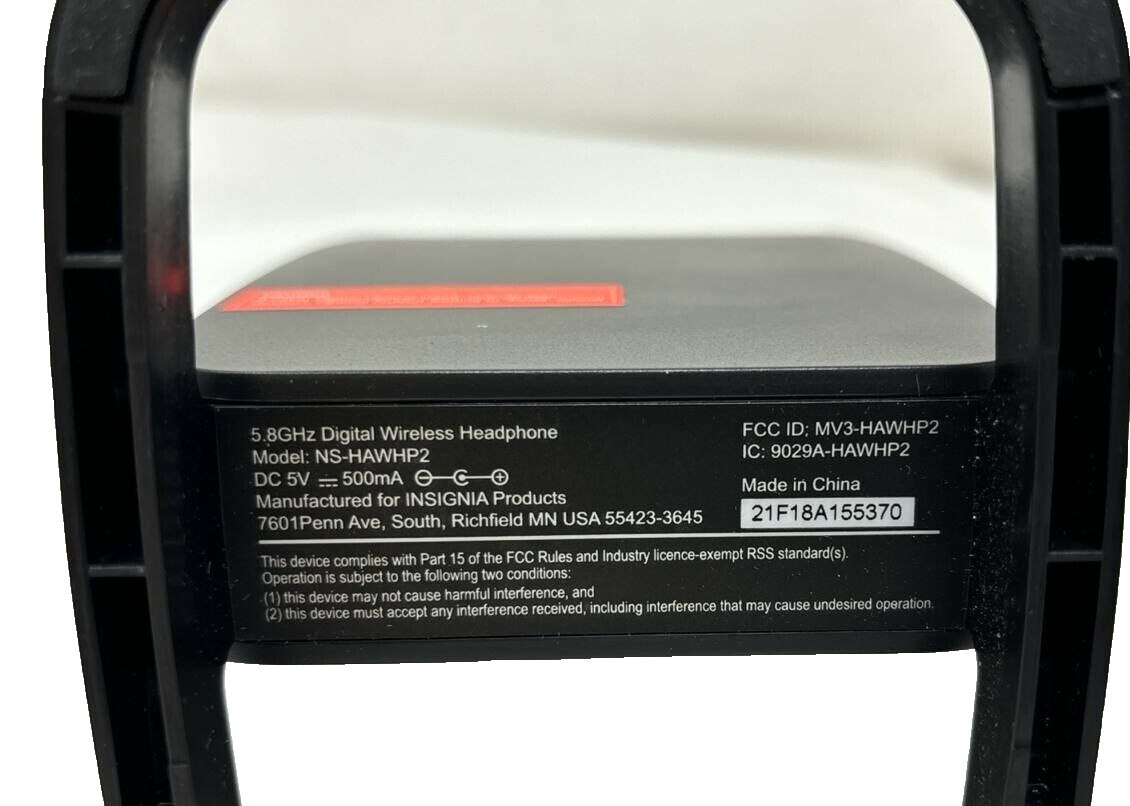 5.8GHz Digital Wireless Headphone
Model: NS-HAWHP2
DC 5V ⎓ 500mA
Manufactured for INSIGNIA Products
7601Penn Ave, South, Richfield MN USA 55423-3645
FCC ID: MV3-HAWHP2
IC: 9029A-HAWHP2
Made in China
21F18A155370
This device complies with Part 15 of the FCC Rules and Industry licence-exempt RSS standard(s).
Operation is subject to the following two conditions:
(1) this device may not cause harmful interference, and
(2) this device must accept any interference received, including interference that may cause undesired operation.